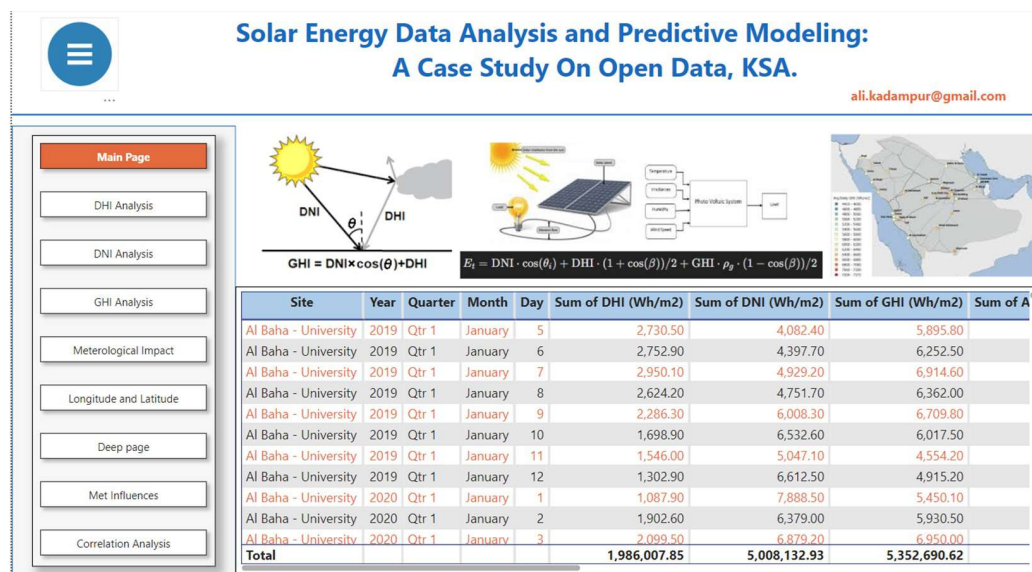 Solar Energy Data Analysis and Predictive Modeling:
A Case Study On Open Data, KSA.
...
ali.kadampur@gmail.com
Main Page
DHI Analysis
DNI Analysis
GHI Analysis
Meterological Impact
Longitude and Latitude
Deep page
Met Influences
Correlation Analysis
DNI
θ
DHI
GHI = DNI×cos(θ)+DHI
Temperature
Irradiation
Humidity
Wind Speed
Photo Voltaic System
Load
E_t = DNI · cos(θ_i) + DHI · (1 + cos(β))/2 + GHI · ρ_g · (1 − cos(β))/2
Site Year Quarter Month Day Sum of DHI (Wh/m2) Sum of DNI (Wh/m2) Sum of GHI (Wh/m2) Sum of A
Al Baha - University 2019 Qtr 1 January 5 2,730.50 4,082.40 5,895.80
Al Baha - University 2019 Qtr 1 January 6 2,752.90 4,397.70 6,252.50
Al Baha - University 2019 Qtr 1 January 7 2,950.10 4,929.20 6,914.60
Al Baha - University 2019 Qtr 1 January 8 2,624.20 4,751.70 6,362.00
Al Baha - University 2019 Qtr 1 January 9 2,286.30 6,008.30 6,709.80
Al Baha - University 2019 Qtr 1 January 10 1,698.90 6,532.60 6,017.50
Al Baha - University 2019 Qtr 1 January 11 1,546.00 5,047.10 4,554.20
Al Baha - University 2019 Qtr 1 January 12 1,302.90 6,612.50 4,915.20
Al Baha - University 2020 Qtr 1 January 1 1,087.90 7,888.50 5,450.10
Al Baha - University 2020 Qtr 1 January 2 1,902.60 6,379.00 5,930.50
Al Baha - University 2020 Qtr 1 January 3 2,099.50 6,879.20 6,950.00
Total 1,986,007.85 5,008,132.93 5,352,690.62